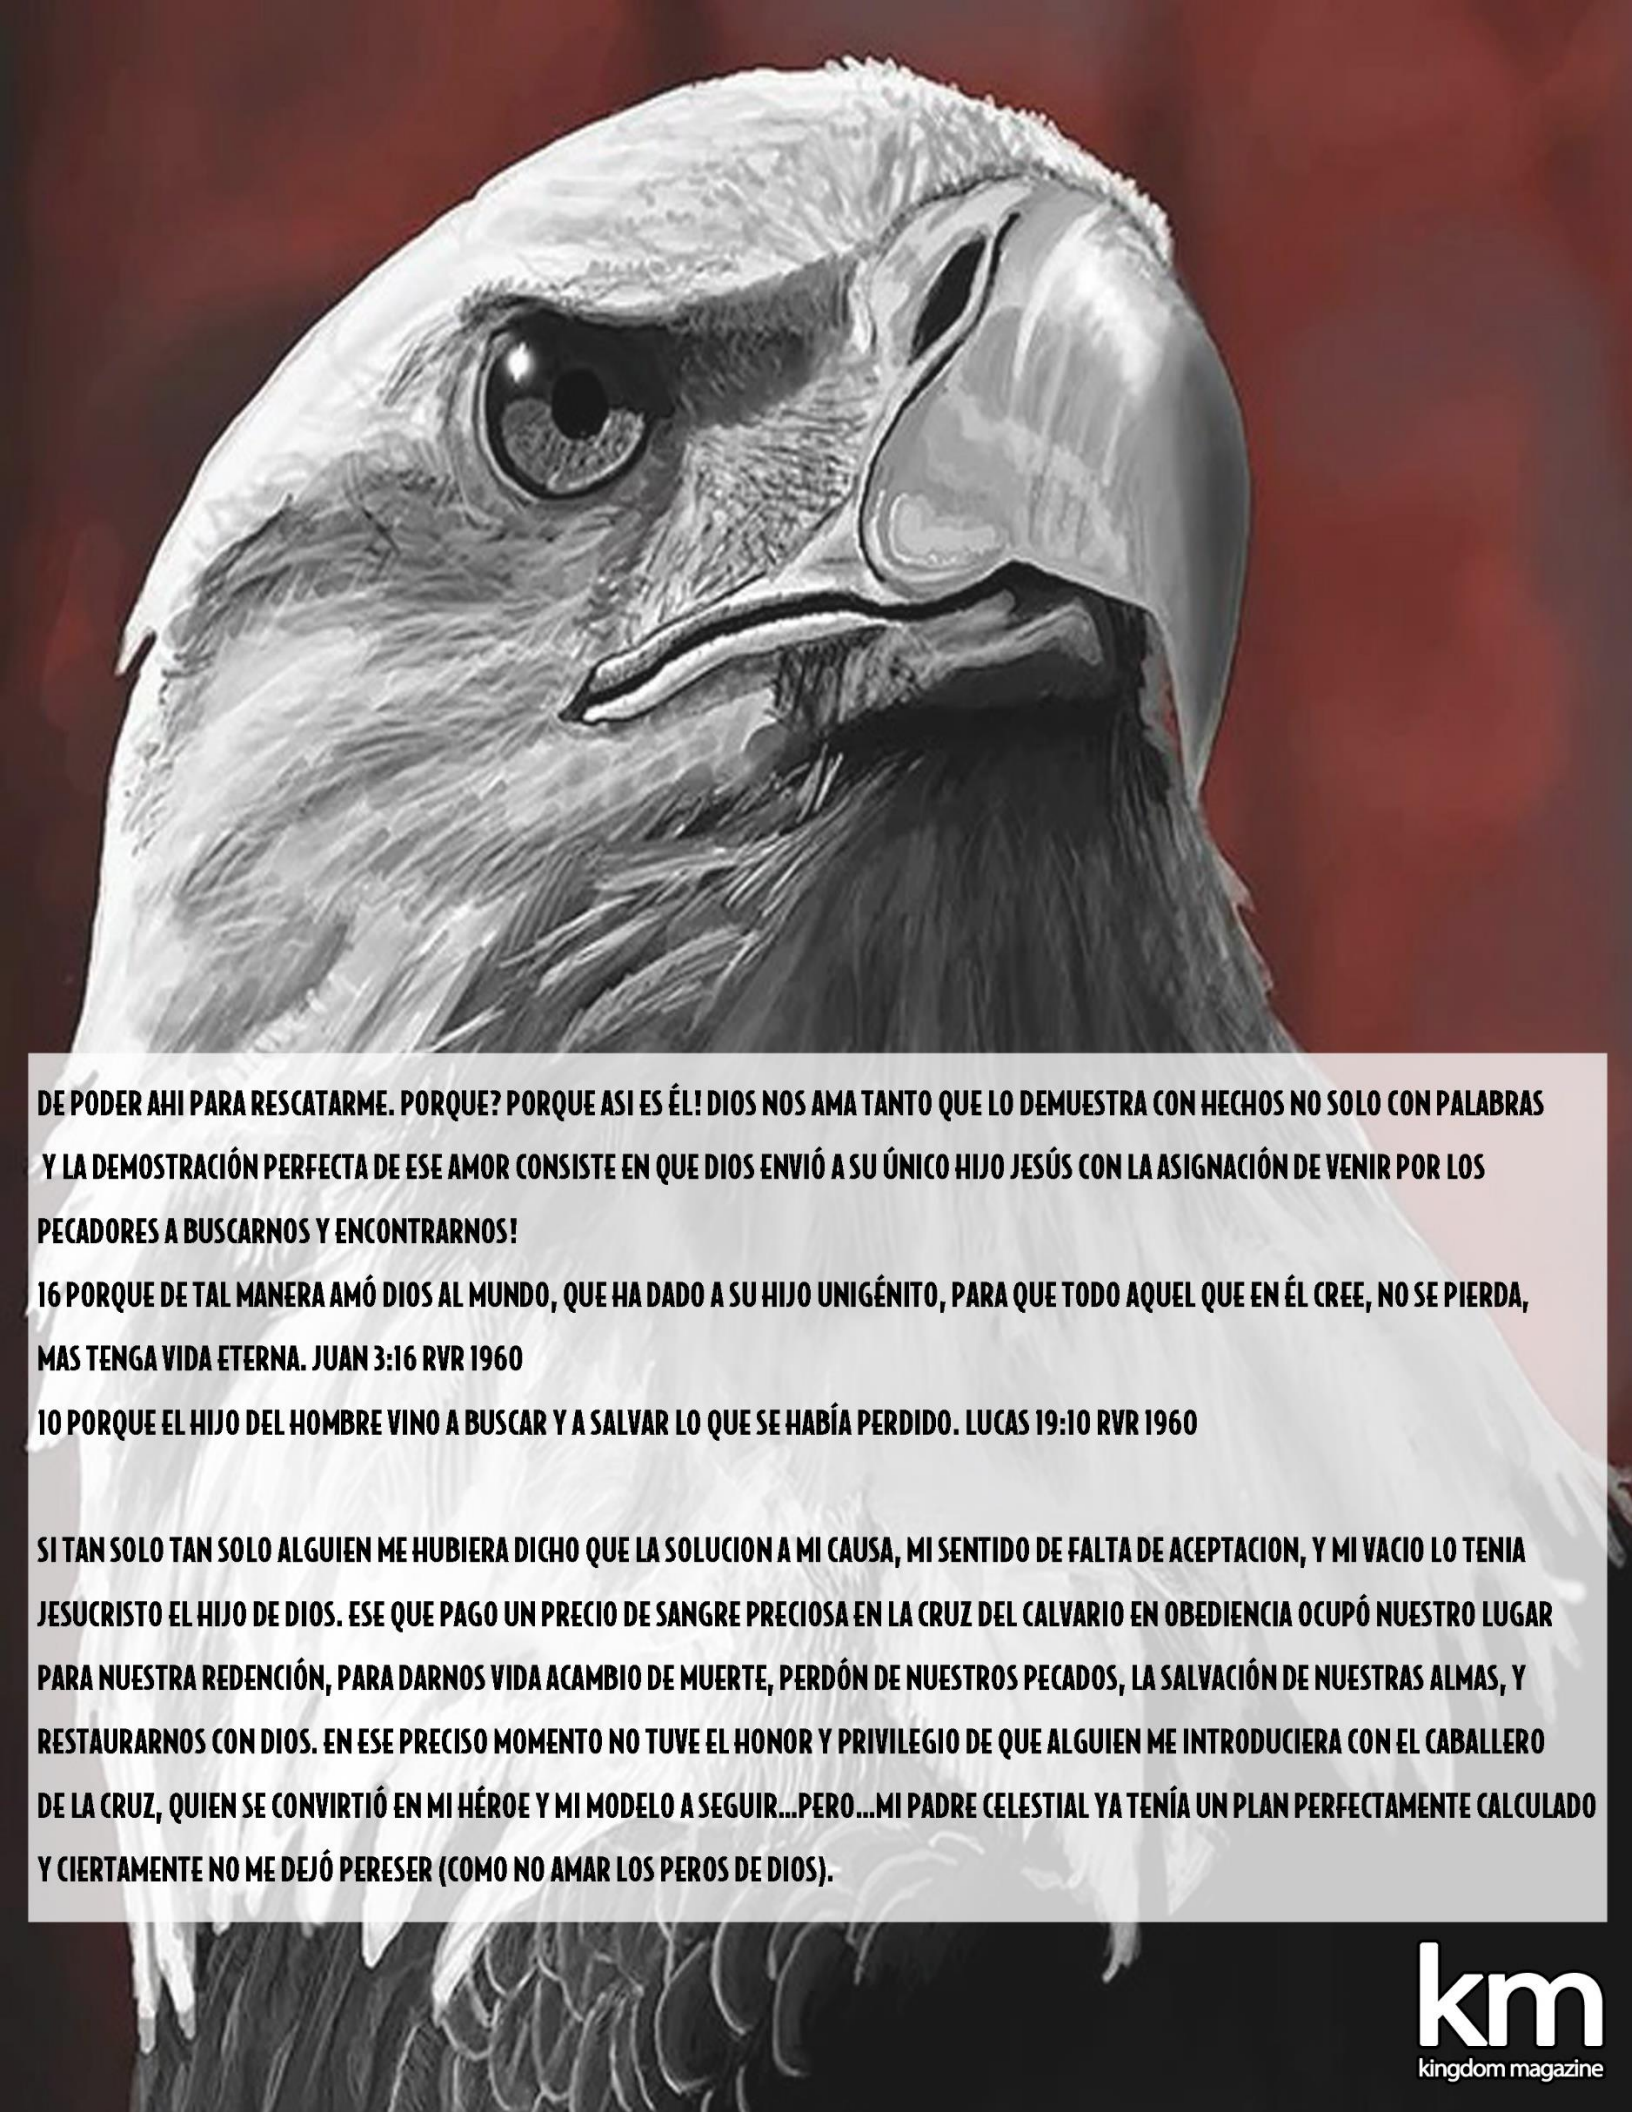 DE PODER AHI PARA RESCATARME. PORQUE? PORQUE ASI ES ÉL! DIOS NOS AMA TANTO QUE LO DEMUESTRA CON HECHOS NO SOLO CON PALABRAS
Y LA DEMOSTRACIÓN PERFECTA DE ESE AMOR CONSISTE EN QUE DIOS ENVIÓ A SU ÚNICO HIJO JESÚS CON LA ASIGNACIÓN DE VENIR POR LOS
PECADORES A BUSCARNOS Y ENCONTRARNOS!
16 PORQUE DE TAL MANERA AMÓ DIOS AL MUNDO, QUE HA DADO A SU HIJO UNIGÉNITO, PARA QUE TODO AQUEL QUE EN ÉL CREE, NO SE PIERDA,
MAS TENGA VIDA ETERNA. JUAN 3:16 RVR 1960
10 PORQUE EL HIJO DEL HOMBRE VINO A BUSCAR Y A SALVAR LO QUE SE HABÍA PERDIDO. LUCAS 19:10 RVR 1960
SI TAN SOLO TAN SOLO ALGUIEN ME HUBIERA DICHO QUE LA SOLUCION A MI CAUSA, MI SENTIDO DE FALTA DE ACEPTACION, Y MI VACIO LO TENIA
JESUCRISTO EL HIJO DE DIOS. ESE QUE PAGO UN PRECIO DE SANGRE PRECIOSA EN LA CRUZ DEL CALVARIO EN OBEDIENCIA OCUPÓ NUESTRO LUGAR
PARA NUESTRA REDENCIÓN, PARA DARNOS VIDA ACAMBIO DE MUERTE, PERDÓN DE NUESTROS PECADOS, LA SALVACIÓN DE NUESTRAS ALMAS, Y
RESTAURARNOS CON DIOS. EN ESE PRECISO MOMENTO NO TUVE EL HONOR Y PRIVILEGIO DE QUE ALGUIEN ME INTRODUCIERA CON EL CABALLERO
DE LA CRUZ, QUIEN SE CONVIRTIÓ EN MI HÉROE Y MI MODELO A SEGUIR...PERO...MI PADRE CELESTIAL YA TENÍA UN PLAN PERFECTAMENTE CALCULADO
Y CIERTAMENTE NO ME DEJÓ PERESER (COMO NO AMAR LOS PEROS DE DIOS).
km
kingdom magazine